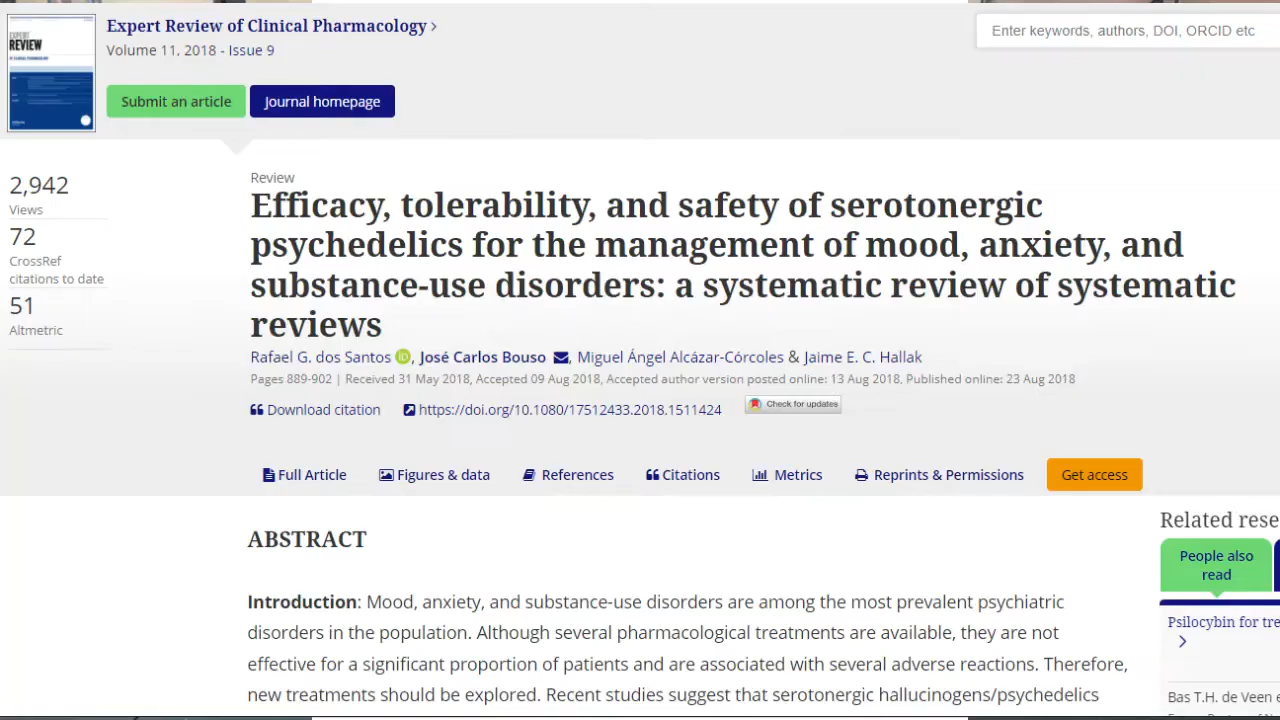 Expert Review of Clinical Pharmacology >
Volume 11, 2018 - Issue 9
Enter keywords, authors, DOI, ORCID etc
EXPERT
REVIEW
Submit an article
Journal homepage
2,942
Views
72
CrossRef
citations to date
51
Altmetric
Review
Efficacy, tolerability, and safety of serotonergic
psychedelics for the management of mood, anxiety, and
substance-use disorders: a systematic review of systematic
reviews
Rafael G. dos Santos iD, José Carlos Bouso, Miguel Ángel Alcázar-Córcoles & Jaime E. C. Hallak
Pages 889-902 | Received 31 May 2018, Accepted 09 Aug 2018, Accepted author version posted online: 13 Aug 2018, Published online: 23 Aug 2018
Download citation https://doi.org/10.1080/17512433.2018.1511424 Check for updates
Full Article Figures & data References Citations Metrics Reprints & Permissions Get access
ABSTRACT
Introduction: Mood, anxiety, and substance-use disorders are among the most prevalent psychiatric
disorders in the population. Although several pharmacological treatments are available, they are not
effective for a significant proportion of patients and are associated with several adverse reactions. Therefore,
new treatments should be explored. Recent studies suggest that serotonergic hallucinogens/psychedelics
Related rese
People also
read
Psilocybin for tre
Bas T.H. de Veen e